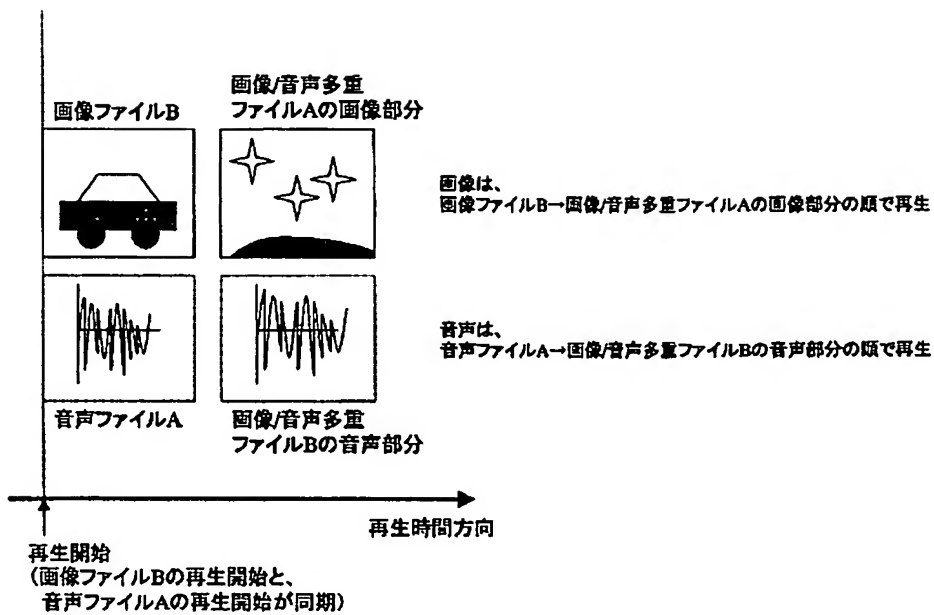 画像ファイルB
画像/音声多重
ファイルAの画像部分
画像は、
画像ファイルB→画像/音声多重ファイルAの画像部分の順で再生
音声は、
音声ファイルA→画像/音声多重ファイルBの音声部分の順で再生
音声ファイルA
画像/音声多重
ファイルBの音声部分
再生時間方向
再生開始
(画像ファイルBの再生開始と、
音声ファイルAの再生開始が同期)